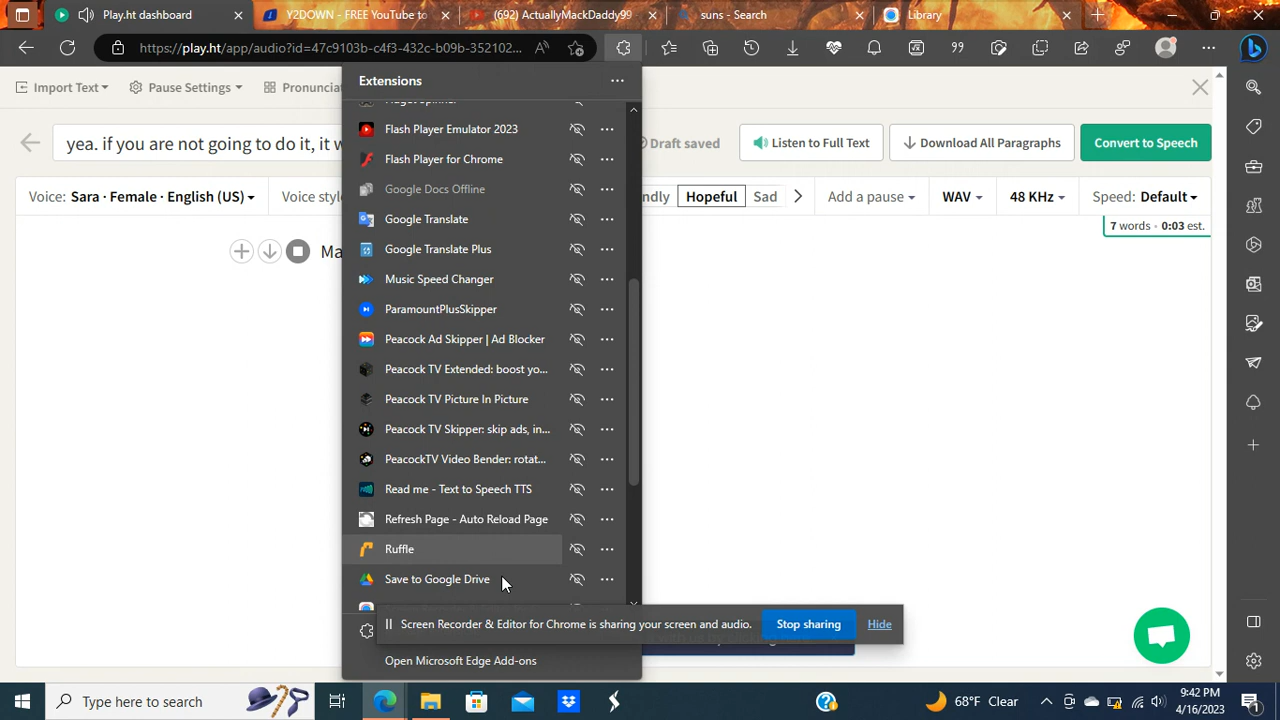 Play.ht dashboard
Y2DOWN - FREE YouTube to
(692) ActuallyMackDaddy99
suns - Search
Library
https://play.ht/app/audio?id=47c9103b-c4f3-432c-b09b-352102...
Extensions
Import Text
Pause Settings
yea. if you are not going to do it, it w
Draft saved
Listen to Full Text
Download All Paragraphs
Convert to Speech
Voice: Sara · Female · English (US)
Hopeful
Sad
Add a pause
WAV
48 KHz
Speed: Default
7 words · 0:03 est.
Ma
Flash Player Emulator 2023
Flash Player for Chrome
Google Docs Offline
Google Translate
Google Translate Plus
Music Speed Changer
ParamountPlusSkipper
Peacock Ad Skipper | Ad Blocker
Peacock TV Extended: boost yo...
Peacock TV Picture In Picture
Peacock TV Skipper: skip ads, in...
PeacockTV Video Bender: rotat...
Read me - Text to Speech TTS
Refresh Page - Auto Reload Page
Ruffle
Save to Google Drive
Screen Recorder & Editor for Chrome is sharing your screen and audio.
Stop sharing
Hide
Open Microsoft Edge Add-ons
Type here to search
68°F Clear
9:42 PM
4/16/2023
1